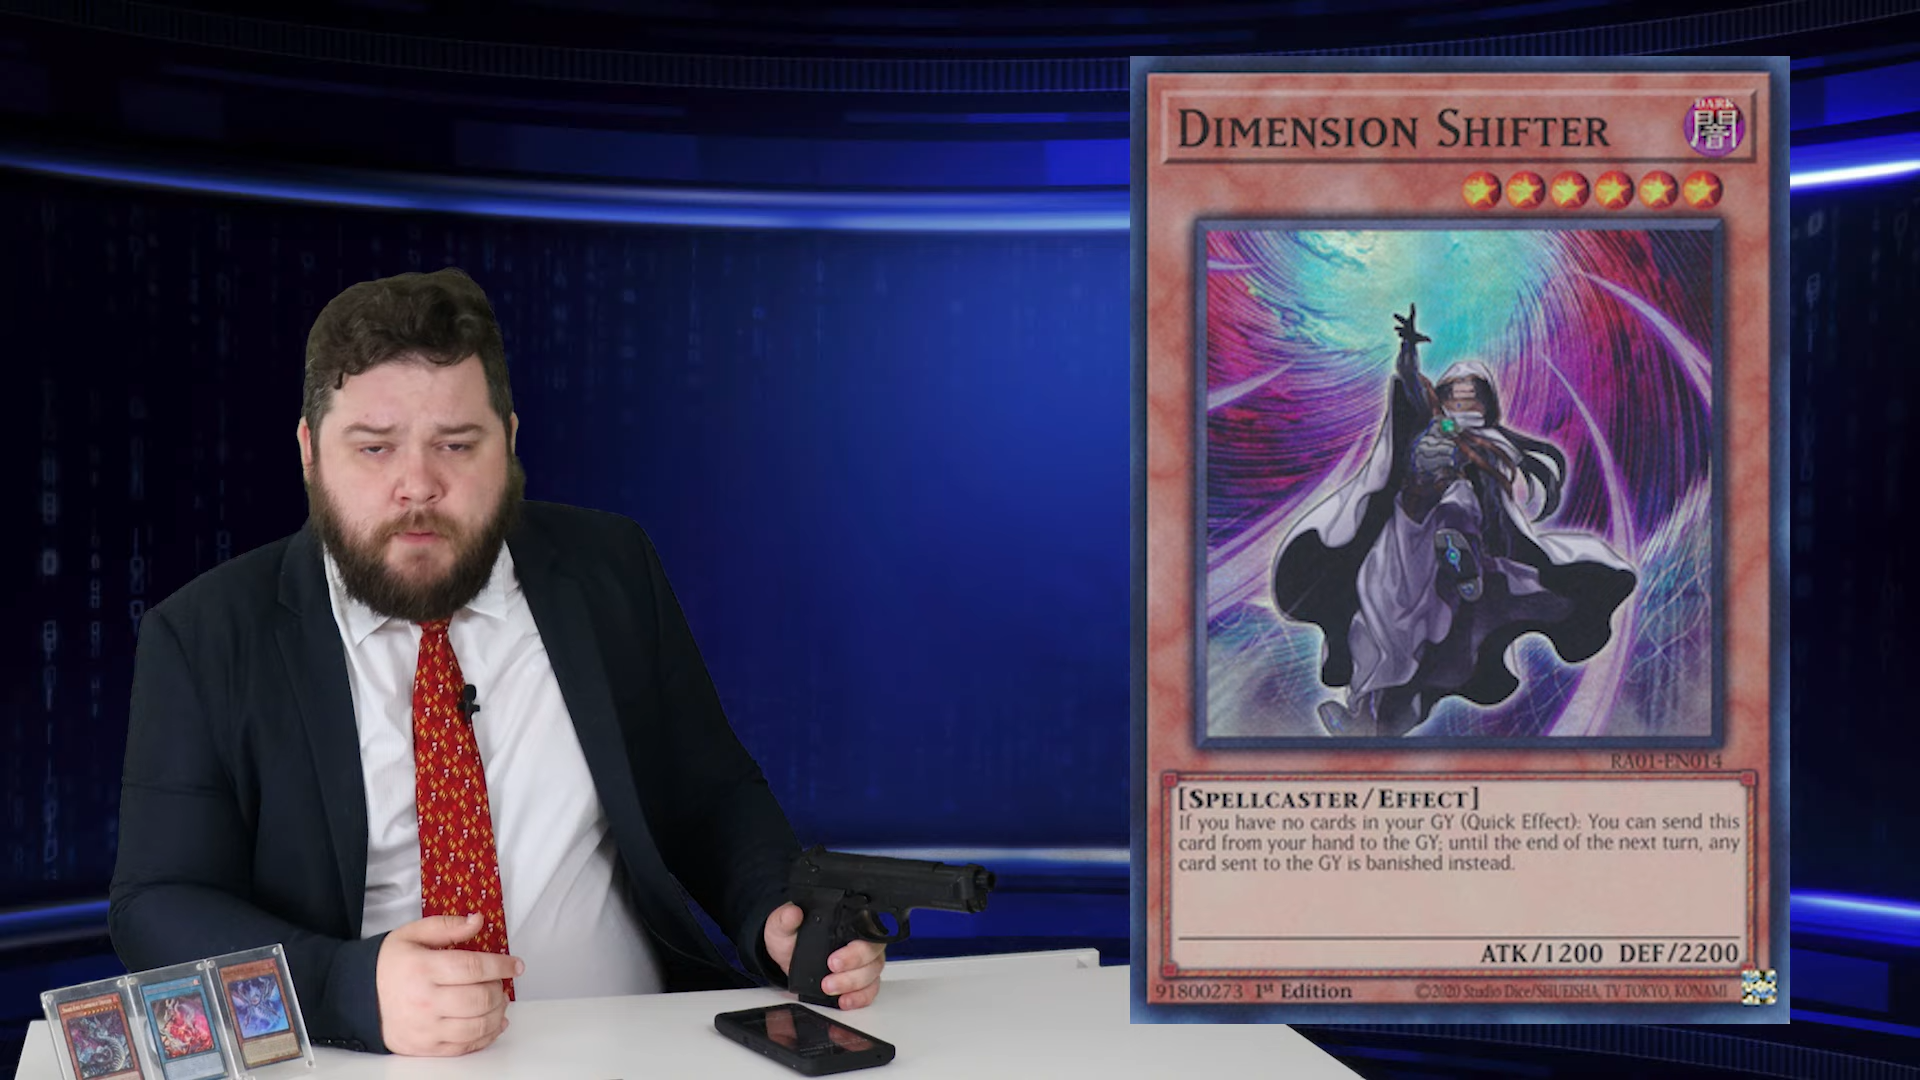 DIMENSION SHIFTER
DARK
闇
RA01-EN014
[SPELLCASTER/EFFECT]
If you have no cards in your GY (Quick Effect): You can send this
card from your hand to the GY; until the end of the next turn, any
card sent to the GY is banished instead.
ATK/1200 DEF/2200
91800273 1st Edition ©2020 Studio Dice/SHUEISHA, TV TOKYO, KONAMI